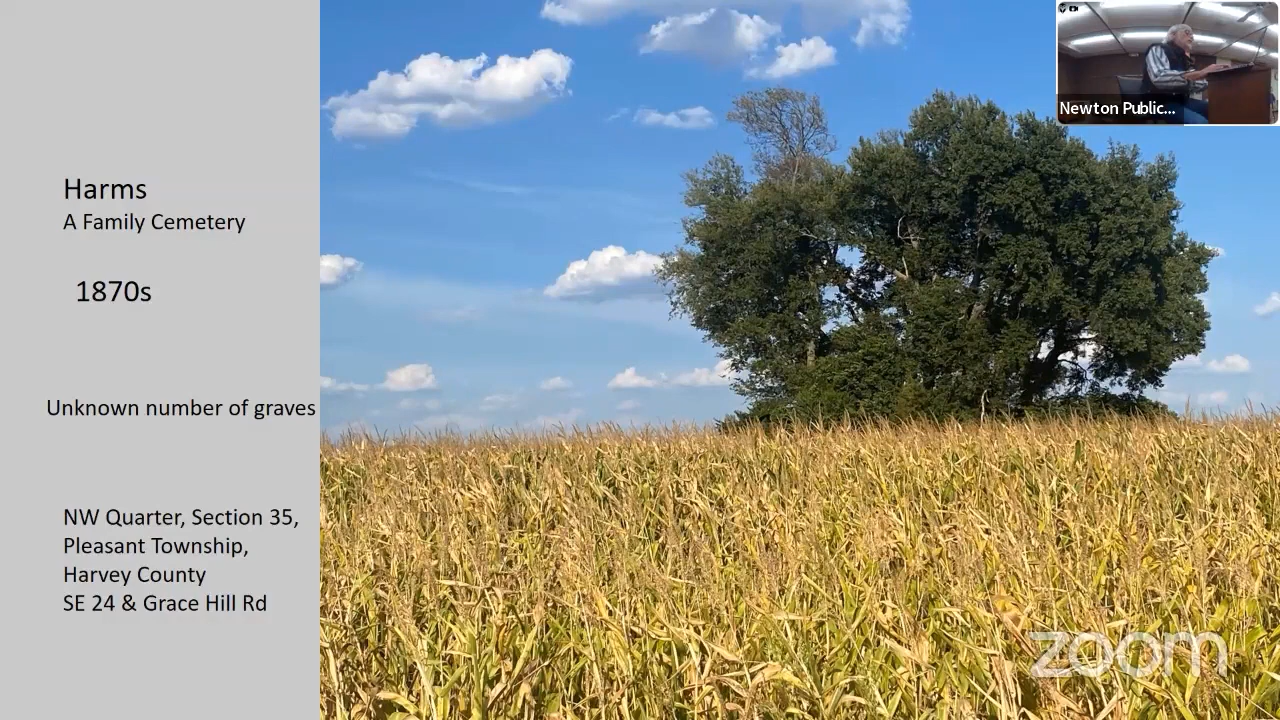 Harms
A Family Cemetery
1870s
Unknown number of graves
NW Quarter, Section 35,
Pleasant Township,
Harvey County
SE 24 & Grace Hill Rd
Newton Public...
zoom